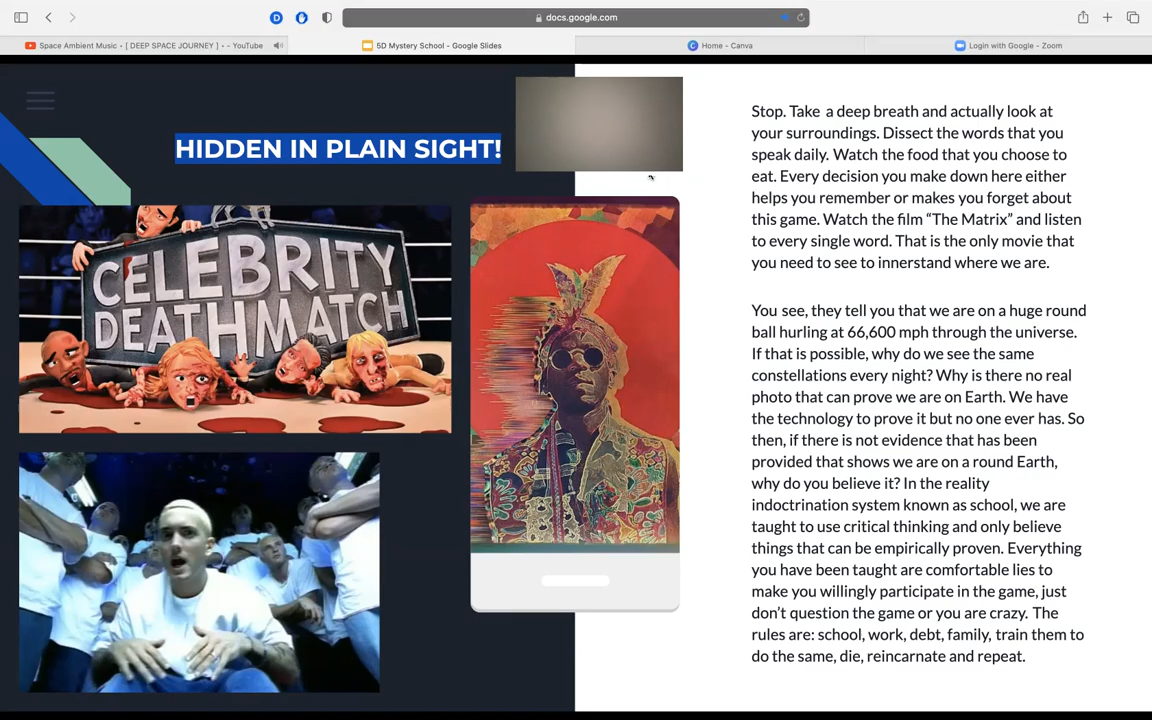 docs.google.com
Space Ambient Music • [ DEEP SPACE JOURNEY ] • - YouTube
5D Mystery School - Google Slides
Home - Canva
Login with Google - Zoom
HIDDEN IN PLAIN SIGHT!
CELEBRITY
DEATHMATCH
Stop. Take a deep breath and actually look at
your surroundings. Dissect the words that you
speak daily. Watch the food that you choose to
eat. Every decision you make down here either
helps you remember or makes you forget about
this game. Watch the film “The Matrix” and listen
to every single word. That is the only movie that
you need to see to innerstand where we are.
You see, they tell you that we are on a huge round
ball hurling at 66,600 mph through the universe.
If that is possible, why do we see the same
constellations every night? Why is there no real
photo that can prove we are on Earth. We have
the technology to prove it but no one ever has. So
then, if there is not evidence that has been
provided that shows we are on a round Earth,
why do you believe it? In the reality
indoctrination system known as school, we are
taught to use critical thinking and only believe
things that can be empirically proven. Everything
you have been taught are comfortable lies to
make you willingly participate in the game, just
don’t question the game or you are crazy. The
rules are: school, work, debt, family, train them to
do the same, die, reincarnate and repeat.